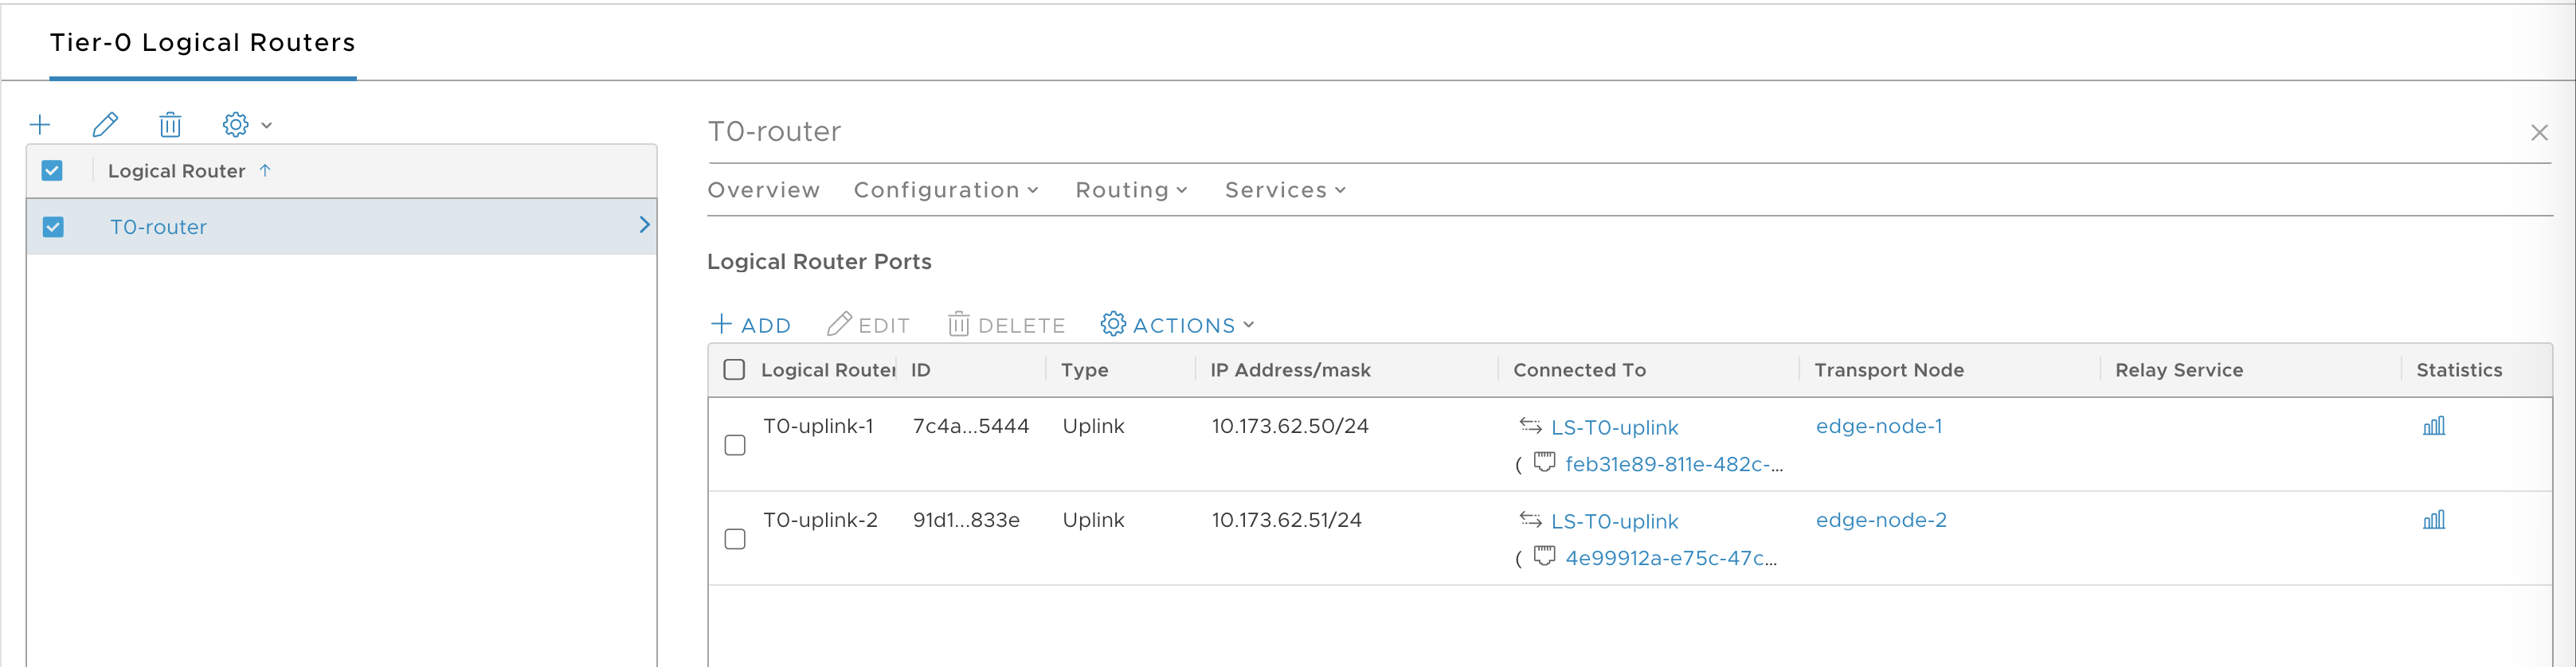 Tier-0 Logical Routers
Logical Router
T0-router
T0-router
Overview Configuration Routing Services
Logical Router Ports
ADD EDIT DELETE ACTIONS
Logical Router ID Type IP Address/mask Connected To Transport Node Relay Service Statistics
T0-uplink-1 7c4a...5444 Uplink 10.173.62.50/24 LS-T0-uplink edge-node-1
( feb31e89-811e-482c-...
T0-uplink-2 91d1...833e Uplink 10.173.62.51/24 LS-T0-uplink edge-node-2
( 4e99912a-e75c-47c...